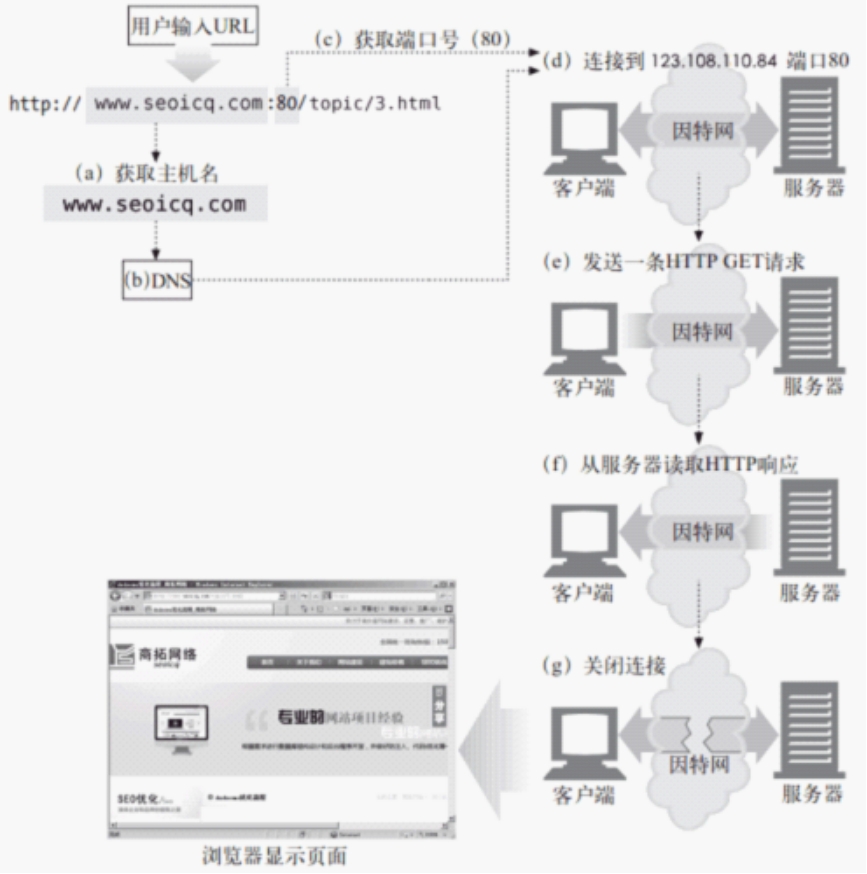 用户输入URL
(c) 获取端口号（80）
(d) 连接到 123.108.110.84 端口80
http:// www.seoicq.com:80/topic/3.html
因特网
客户端
服务器
(a) 获取主机名
www.seoicq.com
(b)DNS
(e) 发送一条HTTP GET请求
因特网
客户端
服务器
(f) 从服务器读取HTTP响应
因特网
客户端
服务器
(g) 关闭连接
因特网
客户端
服务器
商拓网络
seoicq
专业的网站项目经验
SEO优化
浏览器显示页面